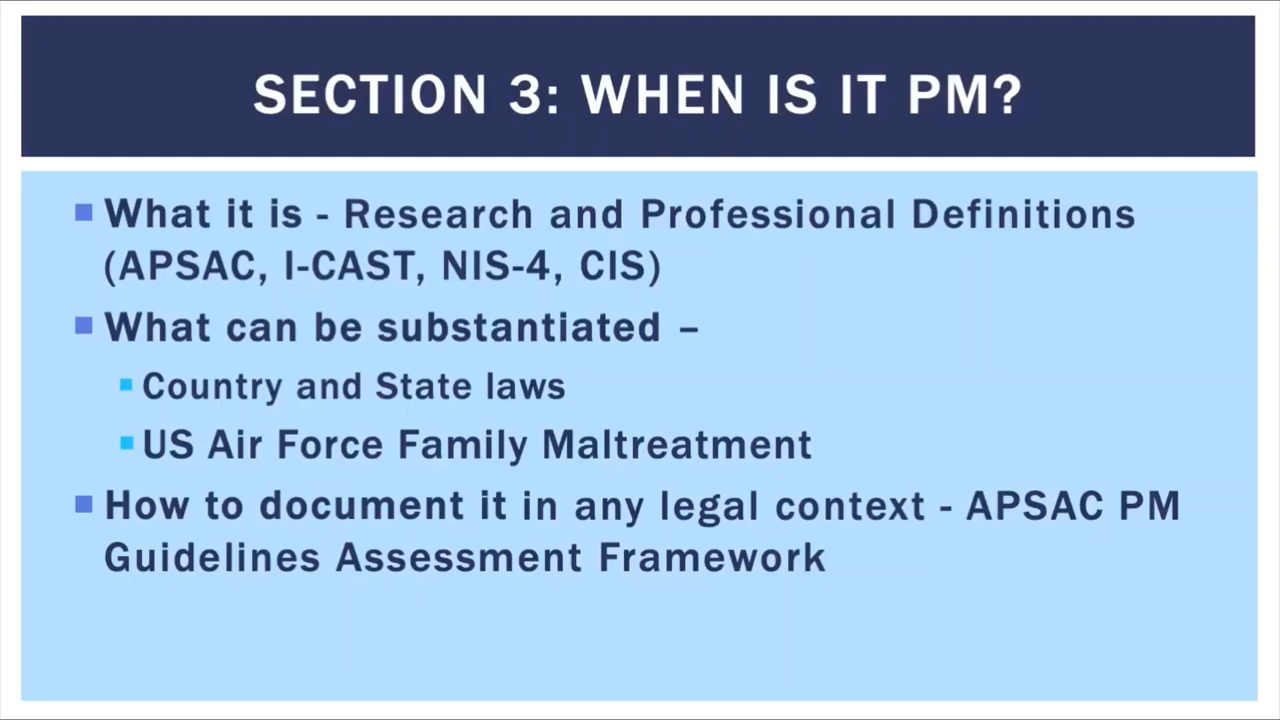 SECTION 3: WHEN IS IT PM?
What it is - Research and Professional Definitions
(APSAC, I-CAST, NIS-4, CIS)
What can be substantiated –
Country and State laws
US Air Force Family Maltreatment
How to document it in any legal context - APSAC PM
Guidelines Assessment Framework